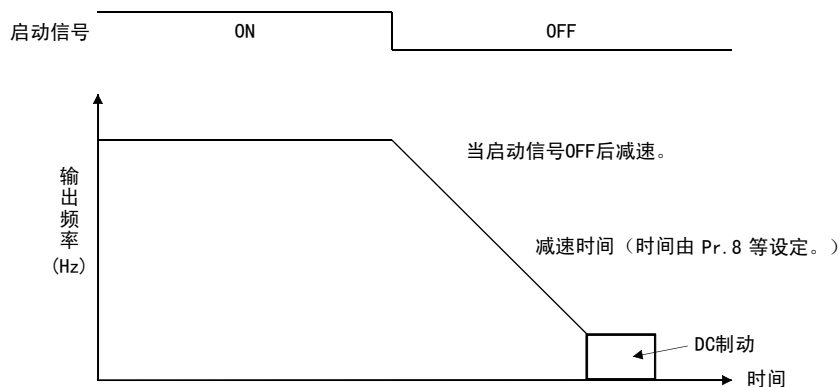 启动信号
ON
OFF
当启动信号OFF后减速。
输出频率
(Hz)
减速时间（时间由 Pr.8 等设定。）
DC制动
时间